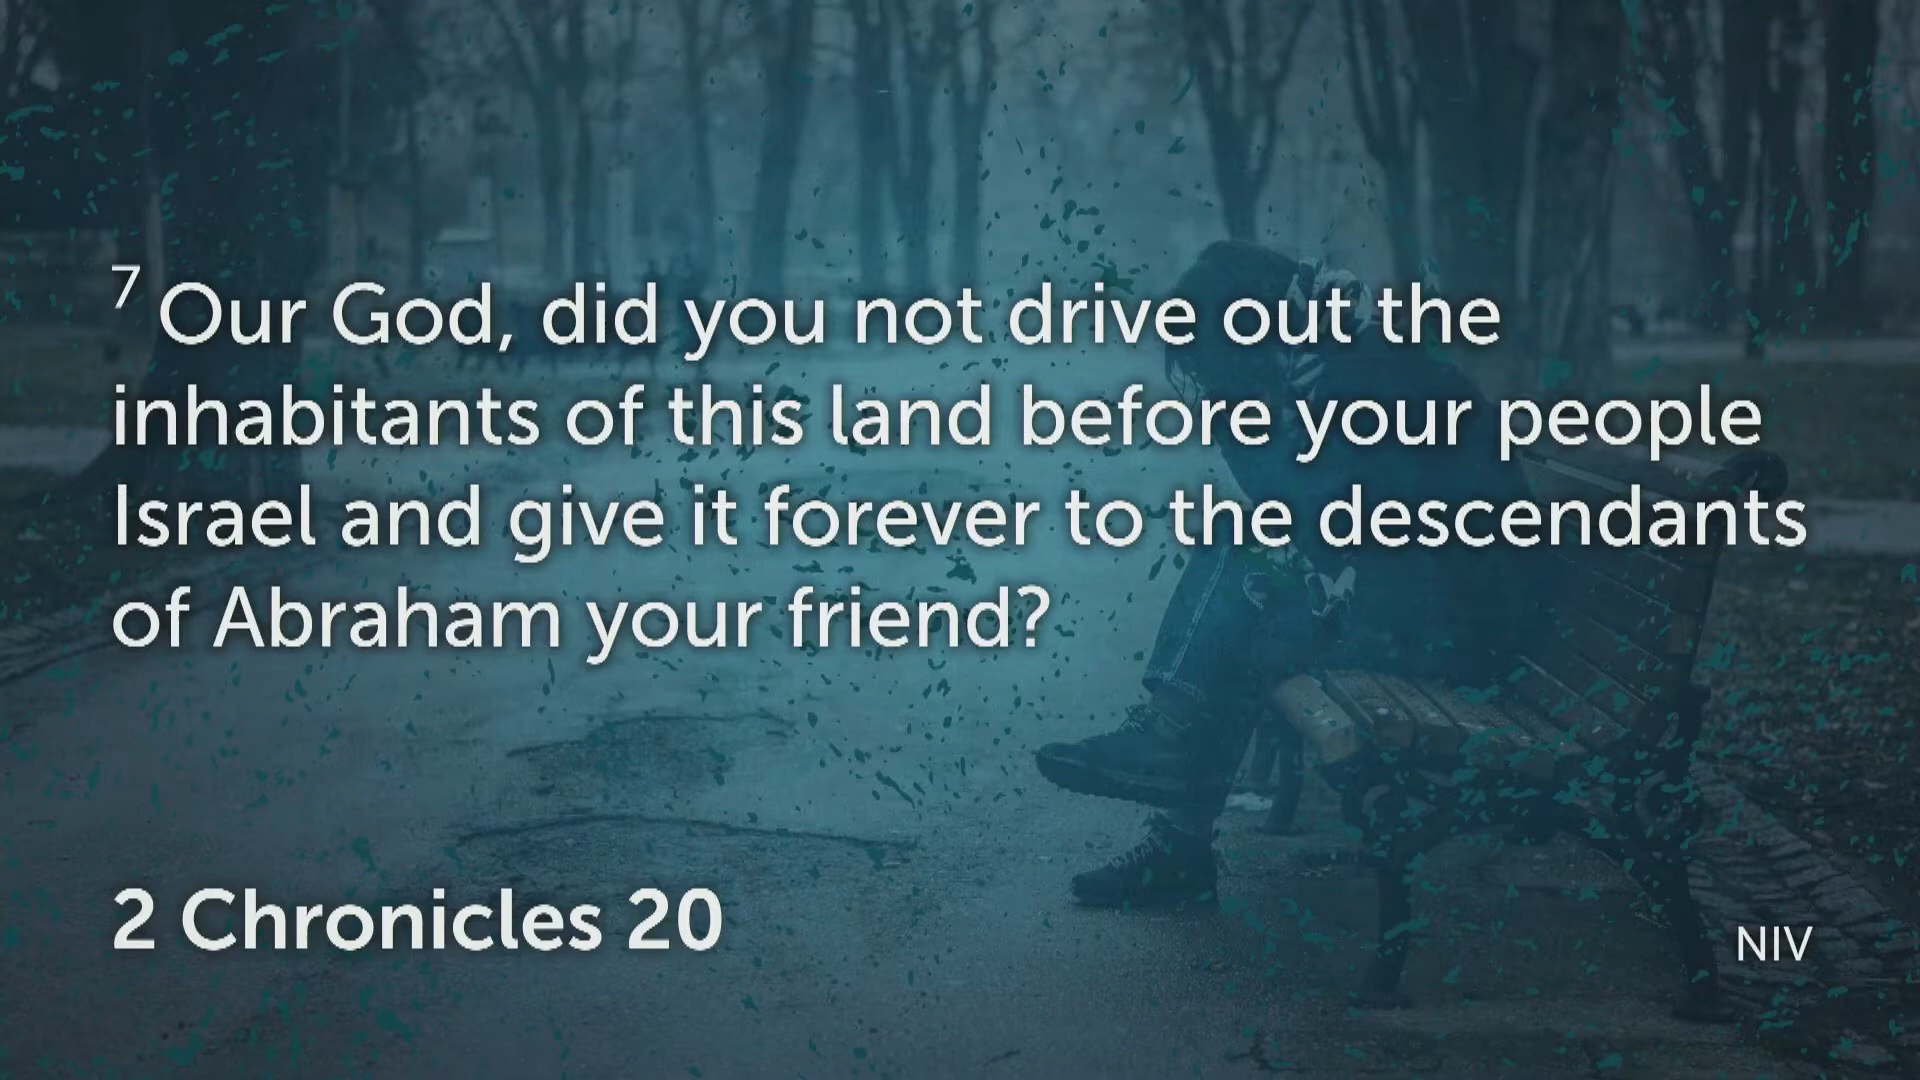 7 Our God, did you not drive out the
inhabitants of this land before your people
Israel and give it forever to the descendants
of Abraham your friend?
2 Chronicles 20
NIV